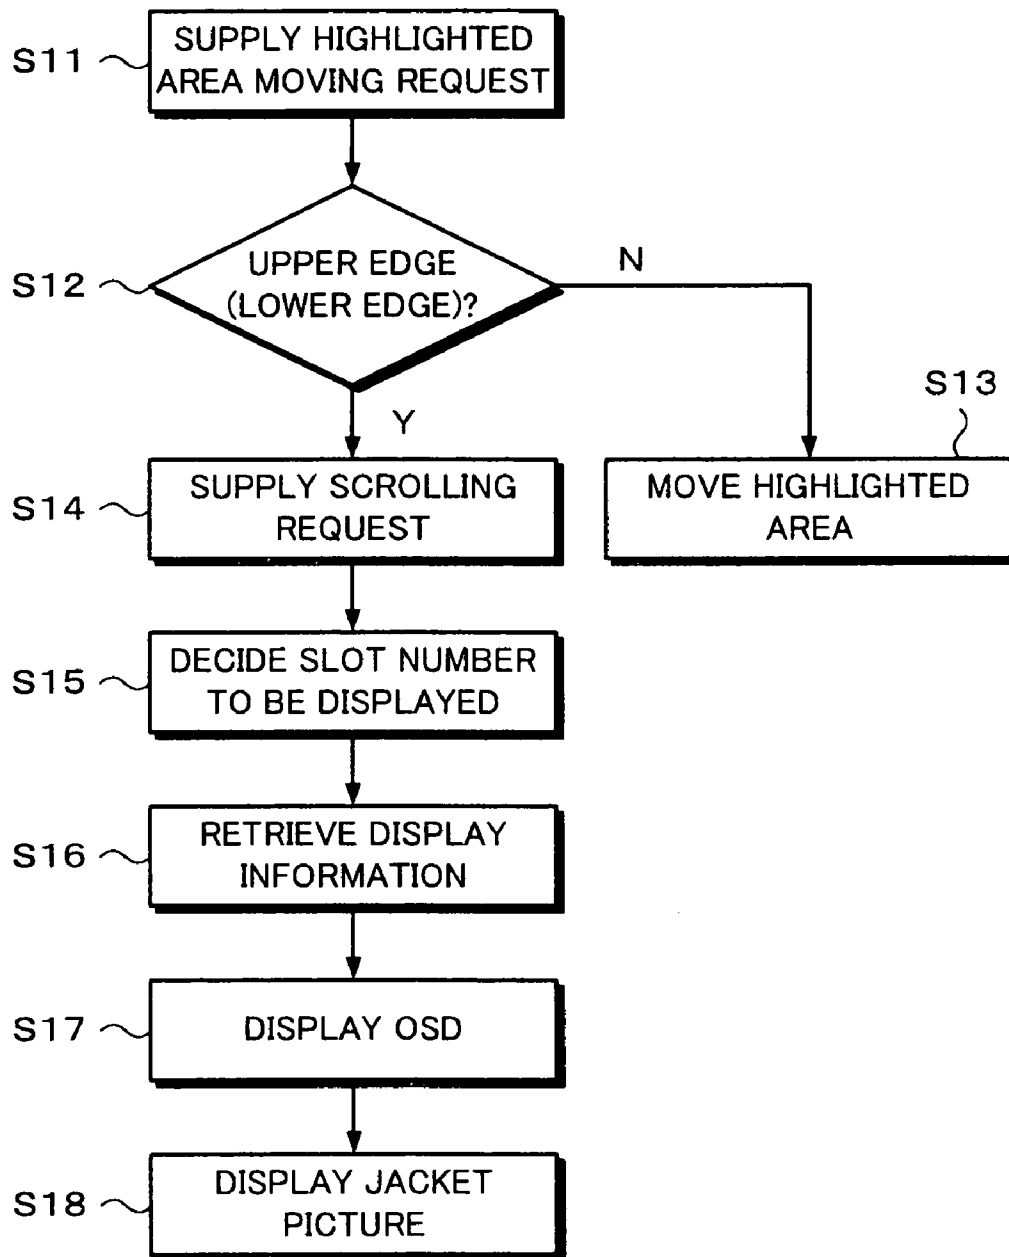 S11
SUPPLY HIGHLIGHTED
AREA MOVING REQUEST
S12
UPPER EDGE
(LOWER EDGE)?
N
Y
S13
MOVE HIGHLIGHTED
AREA
S14
SUPPLY SCROLLING
REQUEST
S15
DECIDE SLOT NUMBER
TO BE DISPLAYED
S16
RETRIEVE DISPLAY
INFORMATION
S17
DISPLAY OSD
S18
DISPLAY JACKET
PICTURE